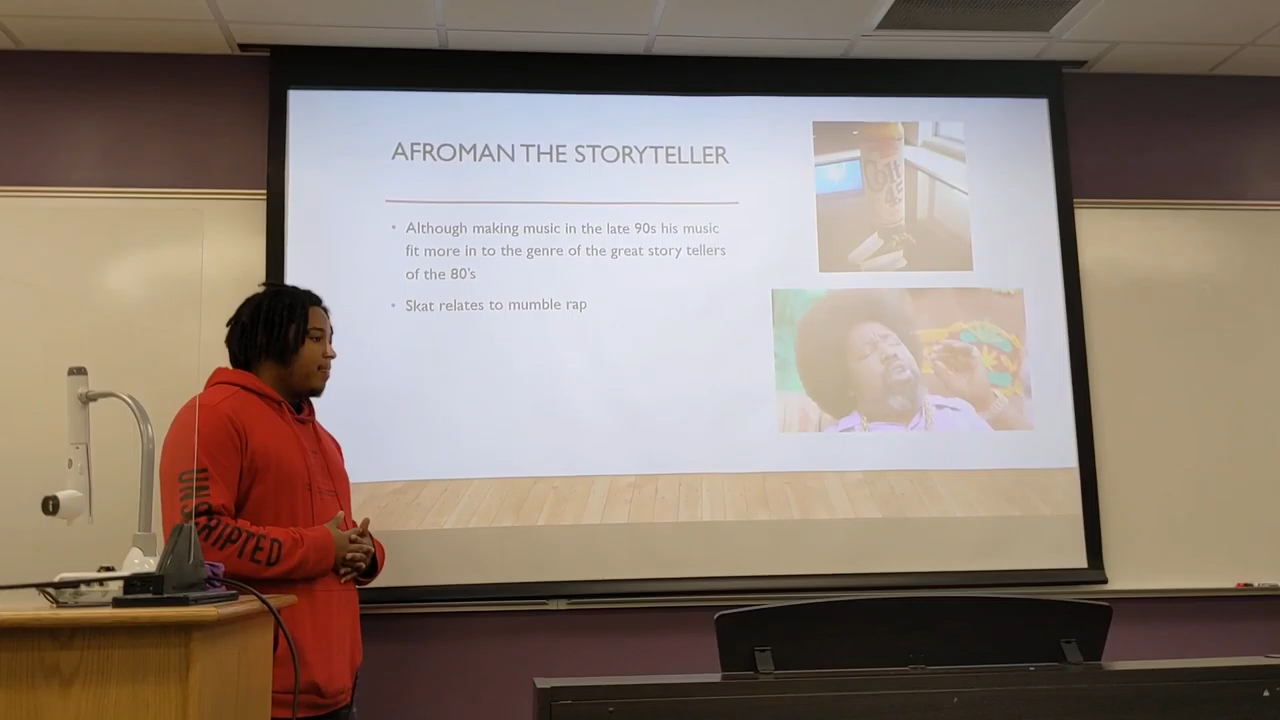 AFROMAN THE STORYTELLER
• Although making music in the late 90s his music
fit more in to the genre of the great story tellers
of the 80's
• Skat relates to mumble rap
Colt
45
UNSCRIPTED